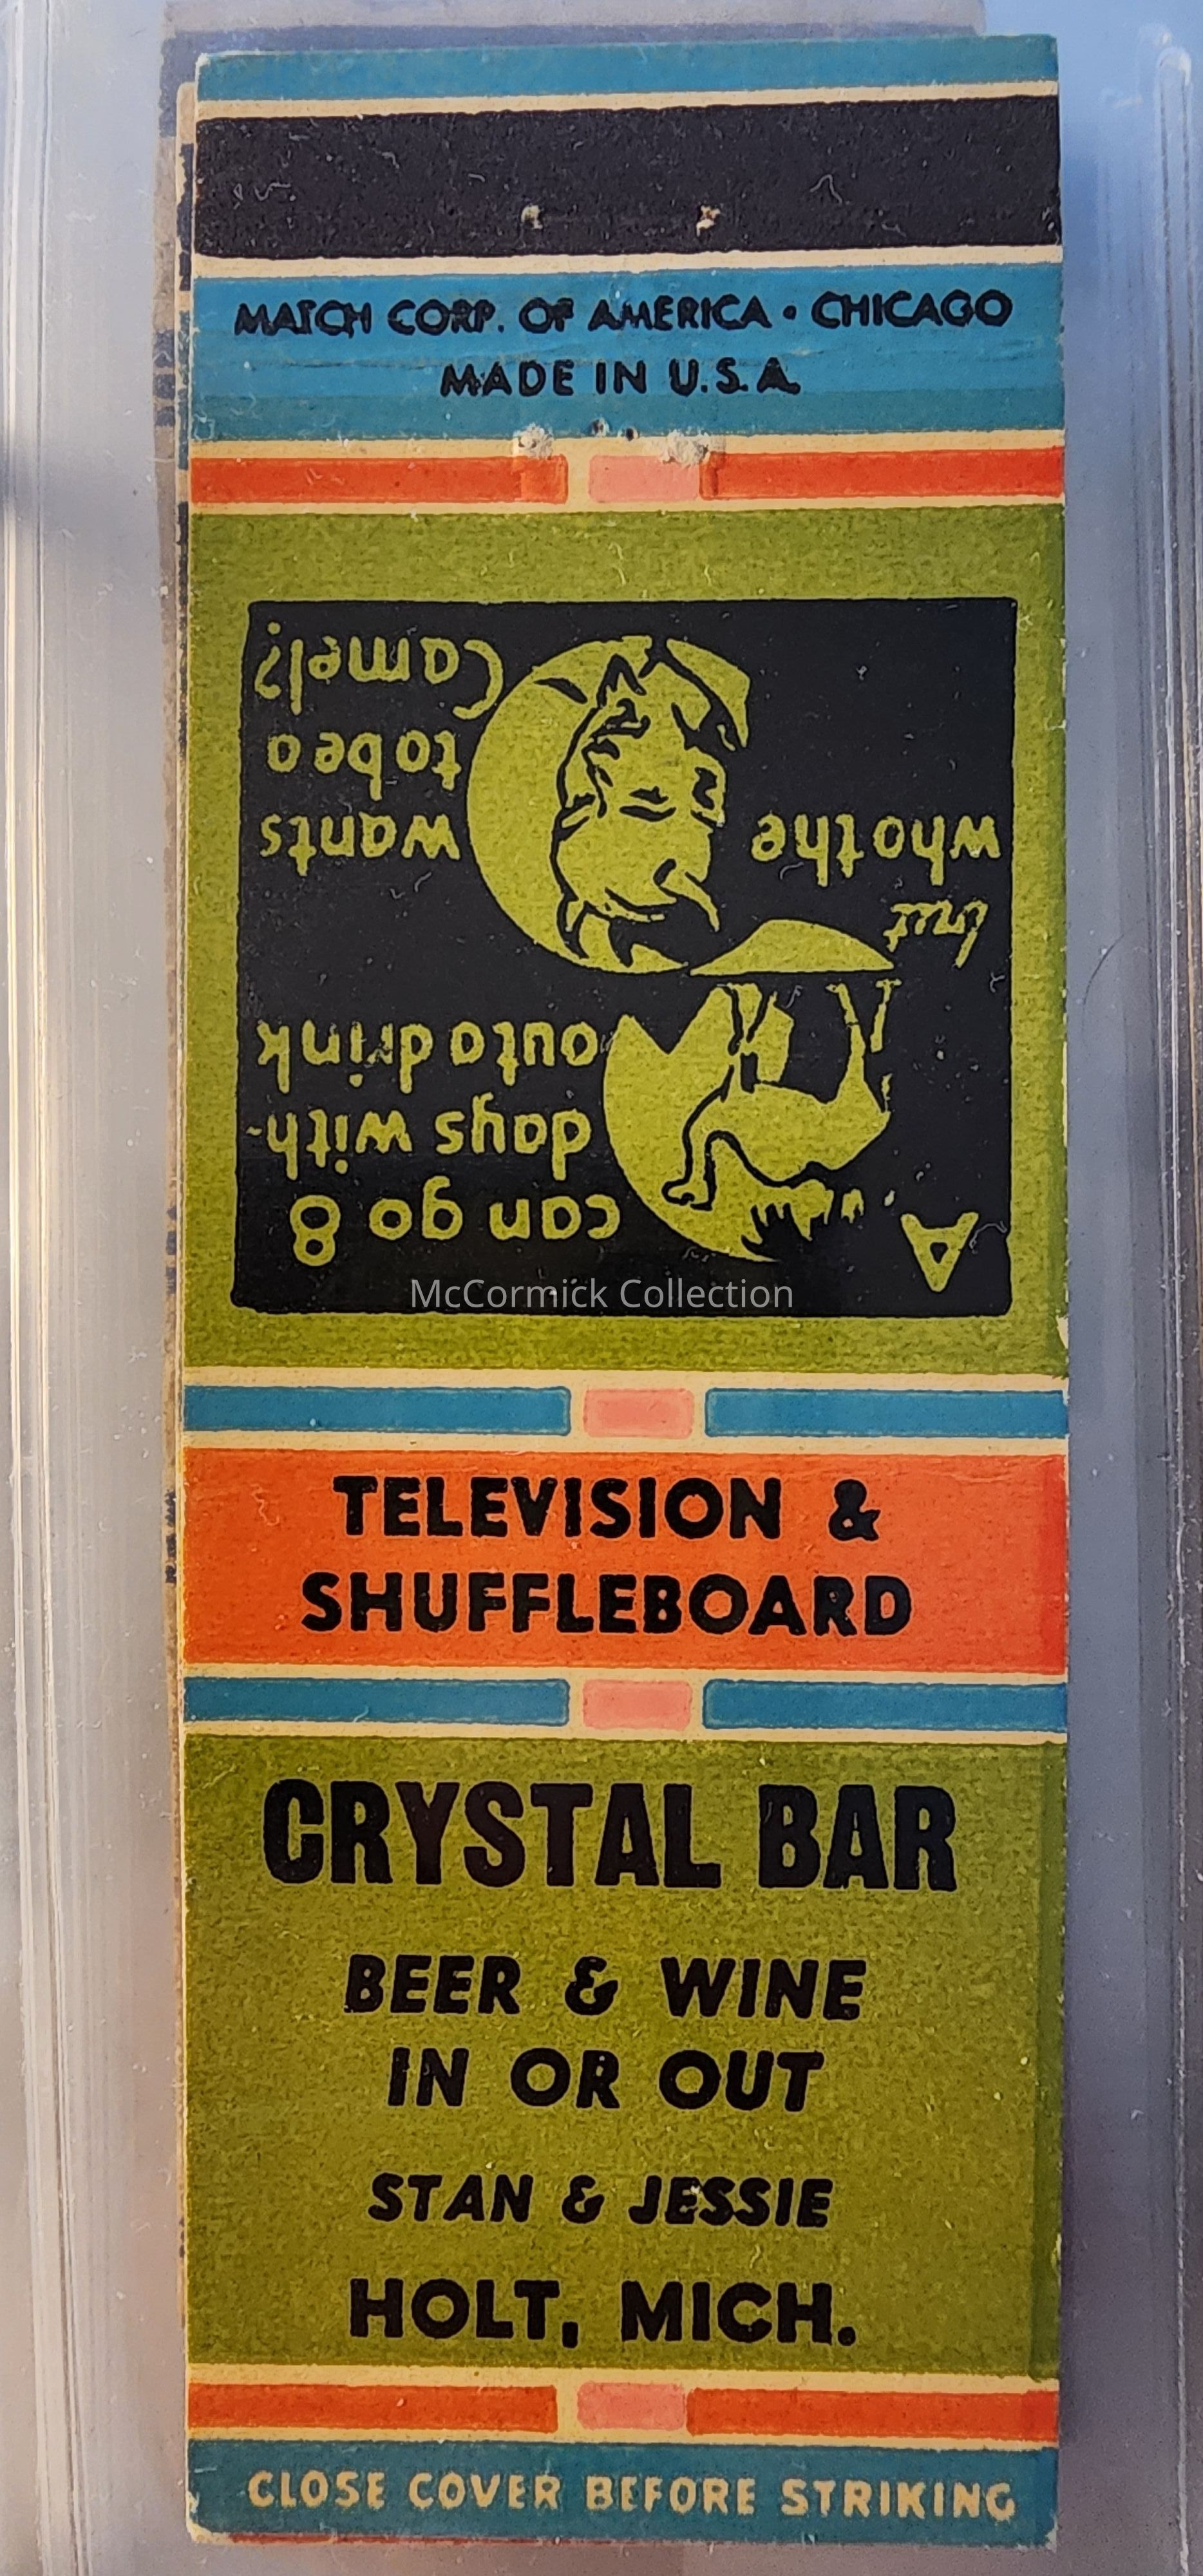 MATCH CORP. OF AMERICA • CHICAGO
MADE IN U.S.A.
A
can go 8
days with-
out a drink
but
who the
wants
to be a
Camel?
McCormick Collection
TELEVISION &
SHUFFLEBOARD
CRYSTAL BAR
BEER & WINE
IN OR OUT
STAN & JESSIE
HOLT, MICH.
CLOSE COVER BEFORE STRIKING